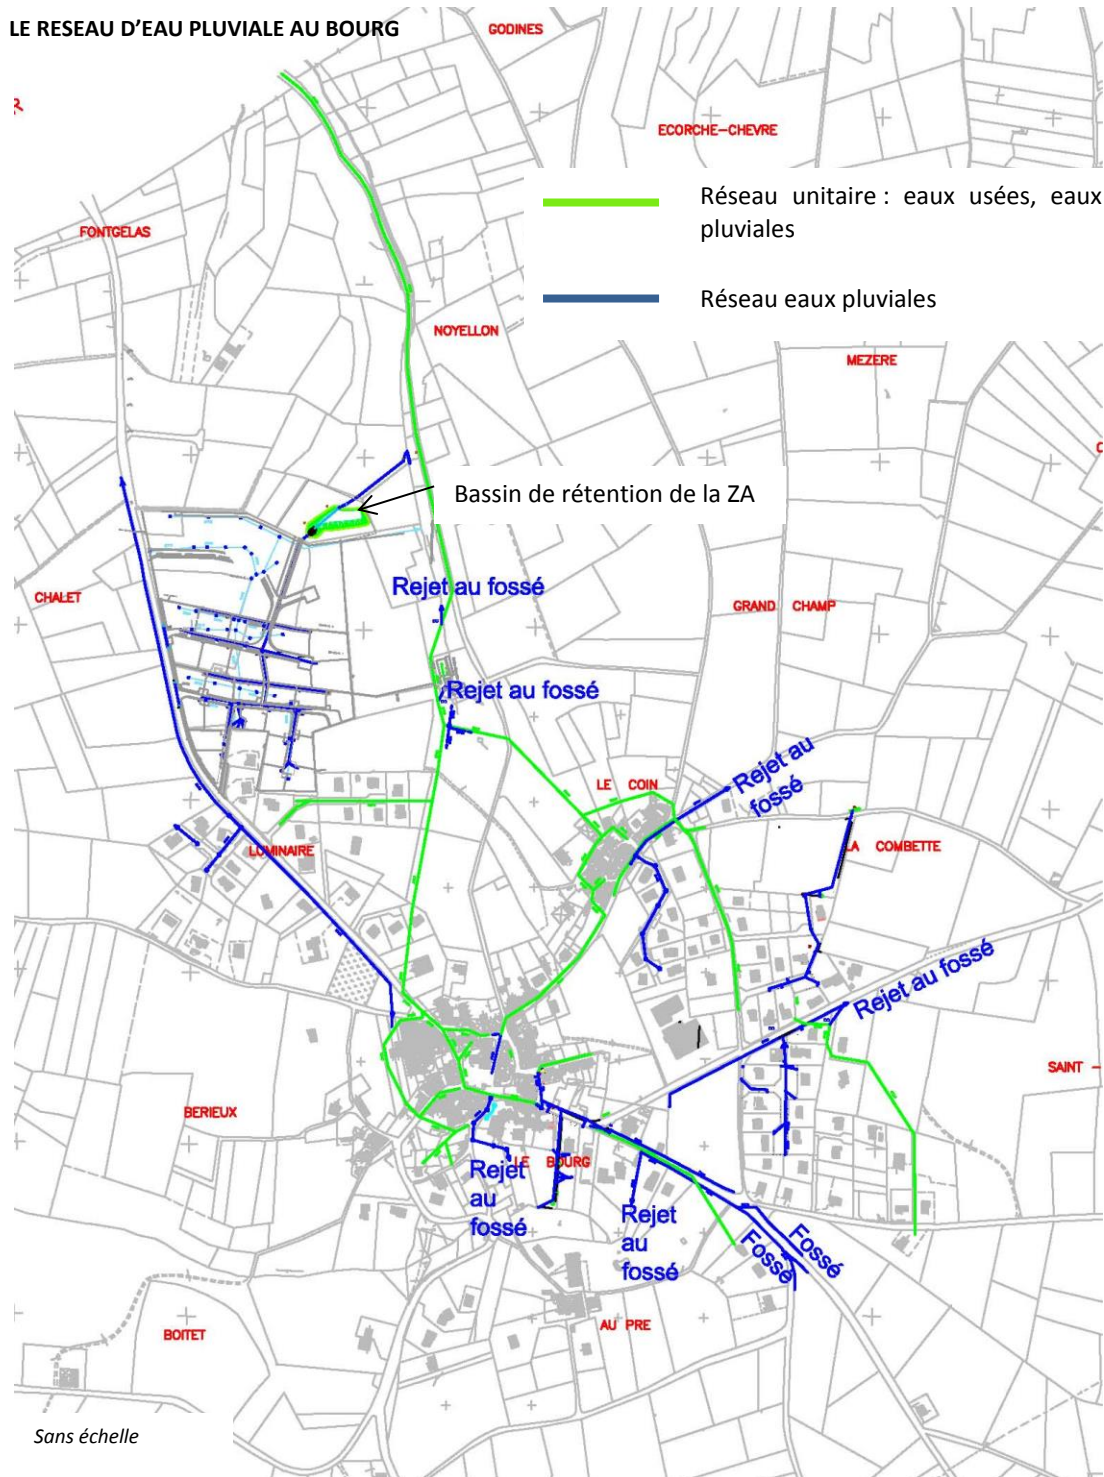 LE RESEAU D'EAU PLUVIALE AU BOURG
GODINES
ECORCHE-CHEVRE
Réseau unitaire : eaux usées, eaux
pluviales
FONTGELAS
Réseau eaux pluviales
NOYELLON
MEZERE
Bassin de rétention de la ZA
CHALET
Rejet au fossé
GRAND CHAMP
Rejet au fossé
Rejet au
fossé
LE COIN
LUMINAIRE
LA COMBETTE
Rejet au fossé
SAINT -
BERIEUX
LE BOURG
Rejet
au
fossé
Rejet
au
fossé
Fossé
Fossé
AU PRE
BOITET
Sans échelle